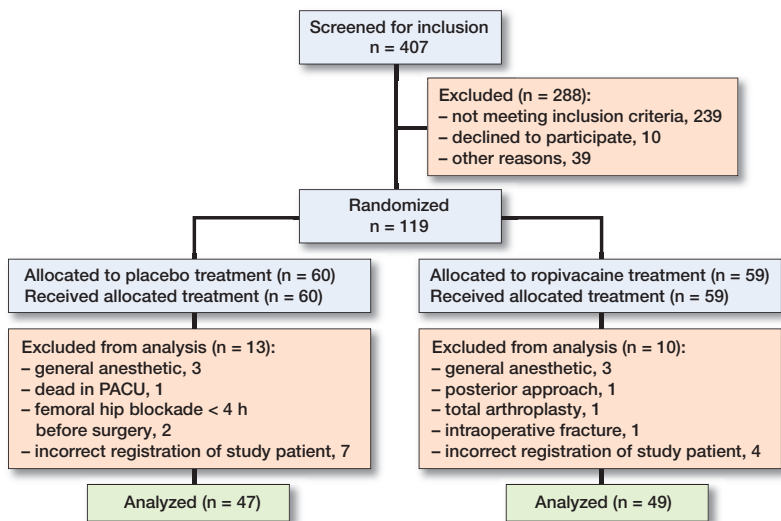 Screened for inclusion
n = 407
Excluded (n = 288):
– not meeting inclusion criteria, 239
– declined to participate, 10
– other reasons, 39
Randomized
n = 119
Allocated to placebo treatment (n = 60)
Received allocated treatment (n = 60)
Allocated to ropivacaine treatment (n = 59)
Received allocated treatment (n = 59)
Excluded from analysis (n = 13):
– general anesthetic, 3
– dead in PACU, 1
– femoral hip blockade < 4 h
before surgery, 2
– incorrect registration of study patient, 7
Excluded from analysis (n = 10):
– general anesthetic, 3
– posterior approach, 1
– total arthroplasty, 1
– intraoperative fracture, 1
– incorrect registration of study patient, 4
Analyzed (n = 47)
Analyzed (n = 49)